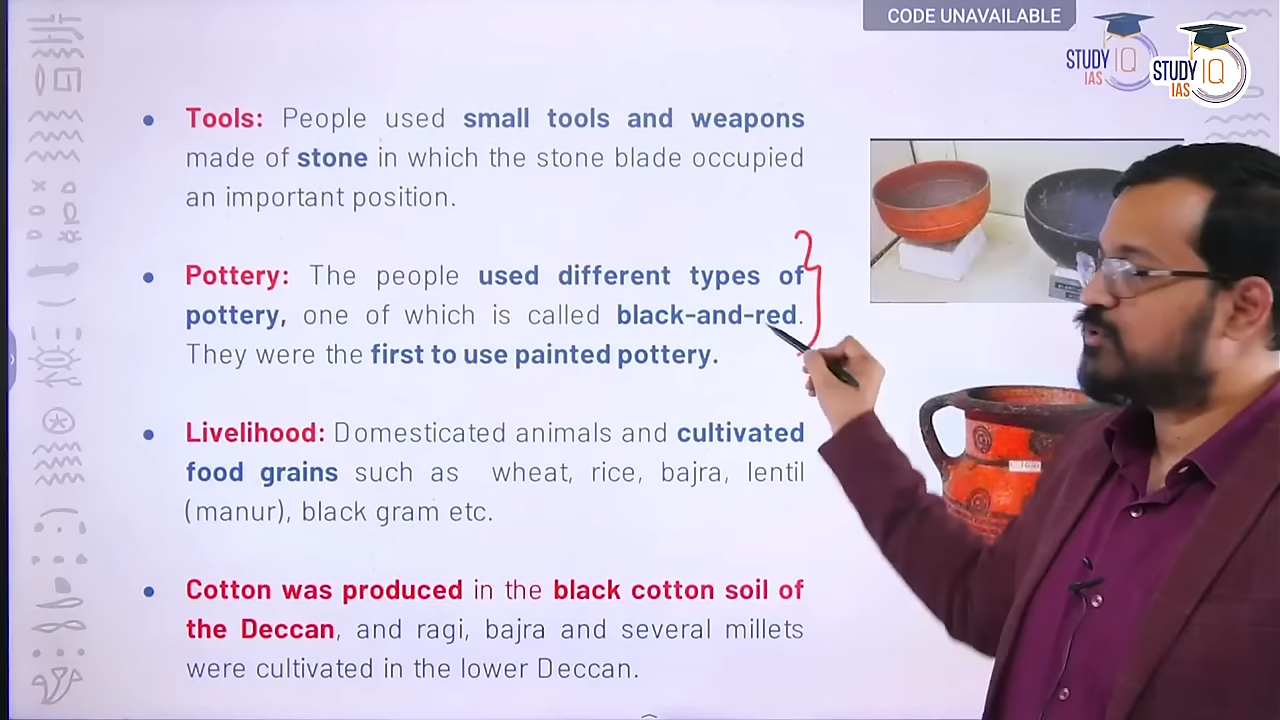 CODE UNAVAILABLE
STUDY IQ
IAS
STUDY IQ
IAS
• Tools: People used small tools and weapons
made of stone in which the stone blade occupied
an important position.
• Pottery: The people used different types of
pottery, one of which is called black-and-red.
They were the first to use painted pottery.
• Livelihood: Domesticated animals and cultivated
food grains such as wheat, rice, bajra, lentil
(manur), black gram etc.
• Cotton was produced in the black cotton soil of
the Deccan, and ragi, bajra and several millets
were cultivated in the lower Deccan.